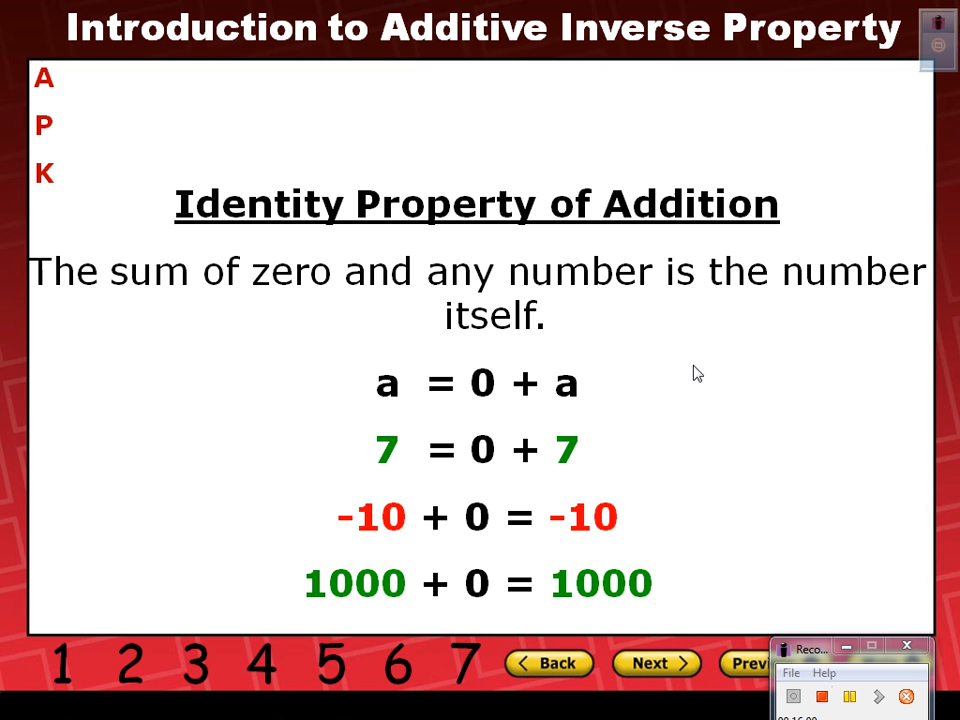 Introduction to Additive Inverse Property
A
P
K
Identity Property of Addition
The sum of zero and any number is the number
itself.
a = 0 + a
7 = 0 + 7
-10 + 0 = -10
1000 + 0 = 1000
1 2 3 4 5 6 7 Back Next Previ
Reco...
File Help